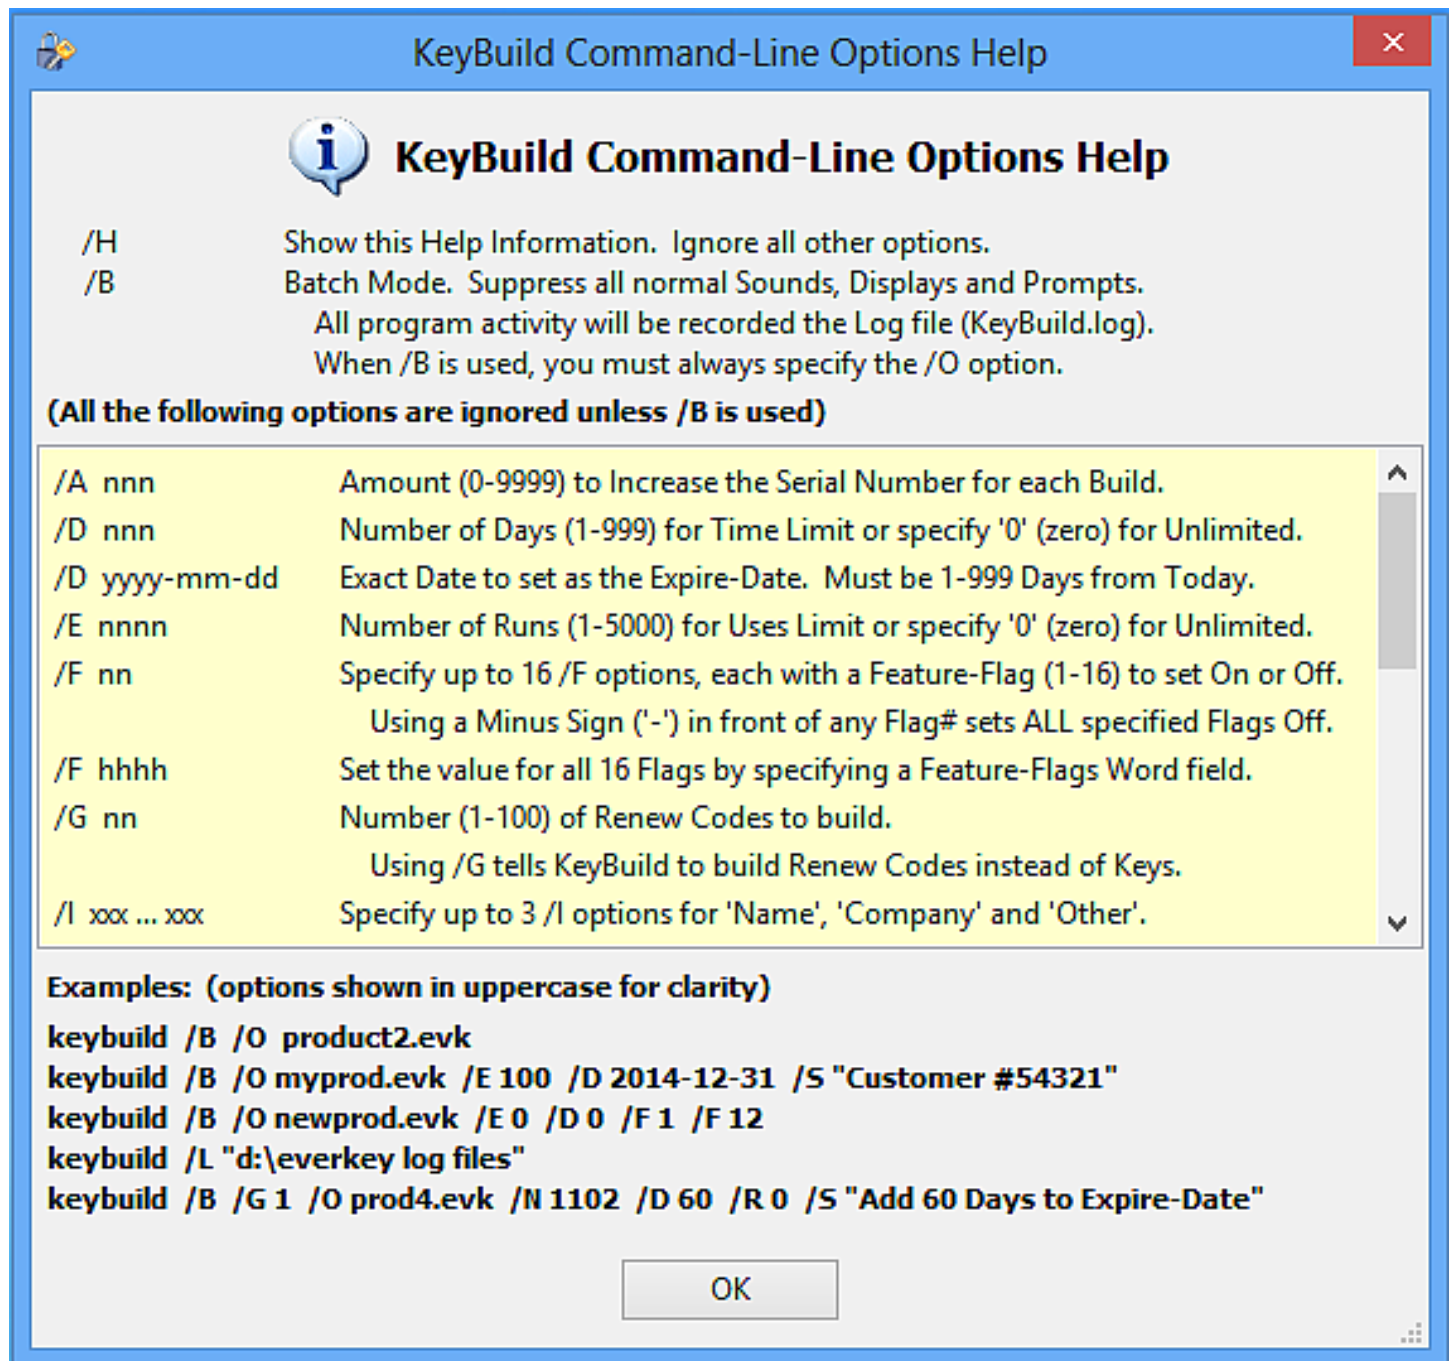 KeyBuild Command-Line Options Help
KeyBuild Command-Line Options Help
/H Show this Help Information. Ignore all other options.
/B Batch Mode. Suppress all normal Sounds, Displays and Prompts.
All program activity will be recorded the Log file (KeyBuild.log).
When /B is used, you must always specify the /O option.
(All the following options are ignored unless /B is used)
/A nnn Amount (0-9999) to Increase the Serial Number for each Build.
/D nnn Number of Days (1-999) for Time Limit or specify '0' (zero) for Unlimited.
/D yyyy-mm-dd Exact Date to set as the Expire-Date. Must be 1-999 Days from Today.
/E nnnn Number of Runs (1-5000) for Uses Limit or specify '0' (zero) for Unlimited.
/F nn Specify up to 16 /F options, each with a Feature-Flag (1-16) to set On or Off.
Using a Minus Sign ('-') in front of any Flag# sets ALL specified Flags Off.
/F hhhh Set the value for all 16 Flags by specifying a Feature-Flags Word field.
/G nn Number (1-100) of Renew Codes to build.
Using /G tells KeyBuild to build Renew Codes instead of Keys.
/I xxx ... xxx Specify up to 3 /I options for 'Name', 'Company' and 'Other'.
Examples: (options shown in uppercase for clarity)
keybuild /B /O product2.evk
keybuild /B /O myprod.evk /E 100 /D 2014-12-31 /S "Customer #54321"
keybuild /B /O newprod.evk /E 0 /D 0 /F 1 /F 12
keybuild /L "d:\everkey log files"
keybuild /B /G 1 /O prod4.evk /N 1102 /D 60 /R 0 /S "Add 60 Days to Expire-Date"
OK